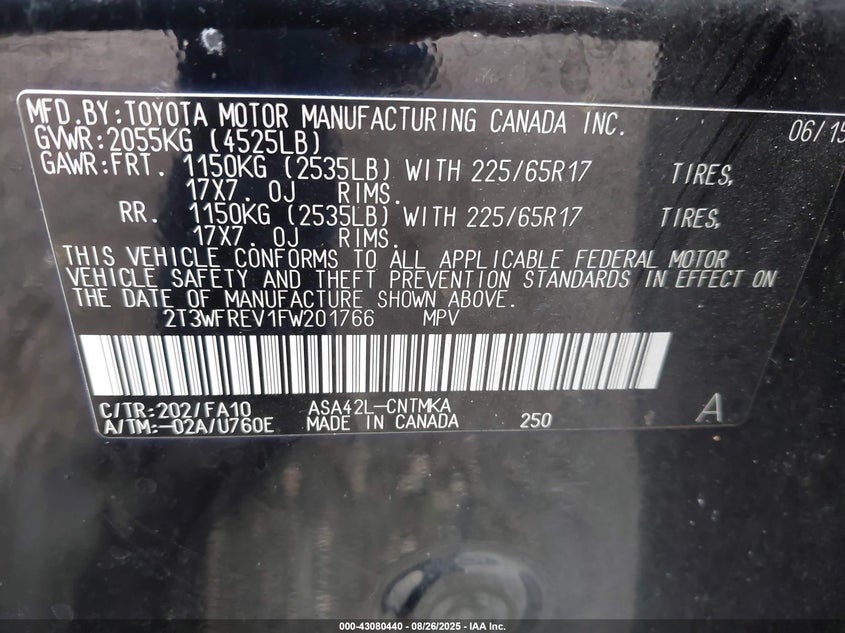 MFD.BY:TOYOTA MOTOR MANUFACTURING CANADA INC. 06/15
GVWR:2055KG (4525LB)
GAWR:FRT. 1150KG (2535LB) WITH 225/65R17 TIRES,
17X7. 0J RIMS.
RR. 1150KG (2535LB) WITH 225/65R17 TIRES,
17X7. 0J RIMS.
THIS VEHICLE CONFORMS TO ALL APPLICABLE FEDERAL MOTOR
VEHICLE SAFETY AND THEFT PREVENTION STANDARDS IN EFFECT ON
THE DATE OF MANUFACTURE SHOWN ABOVE.
2T3WFREV1FW201766 MPV
C/TR:202/FA10 ASA42L-CNTMKA
A/TM:-02A/U760E MADE IN CANADA 250 A
000-43080440 - 08/26/2025 - IAA Inc.